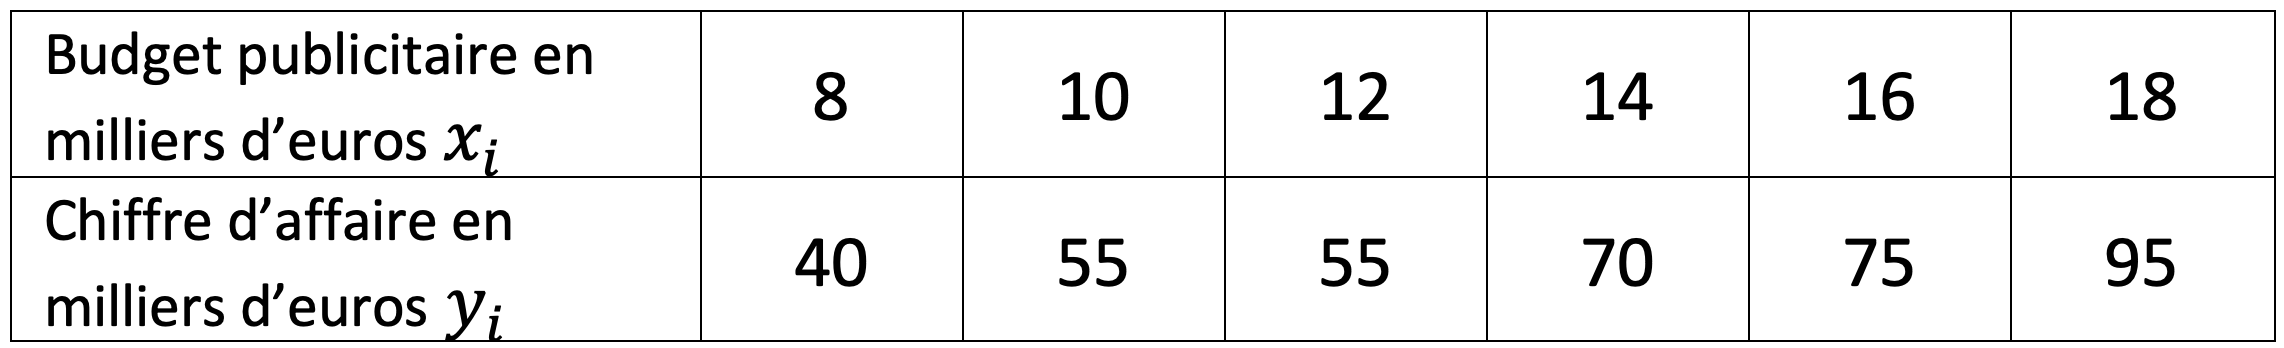 Budget publicitaire en
milliers d’euros xᵢ
8 10 12 14 16 18
Chiffre d’affaire en
milliers d’euros yᵢ
40 55 55 70 75 95